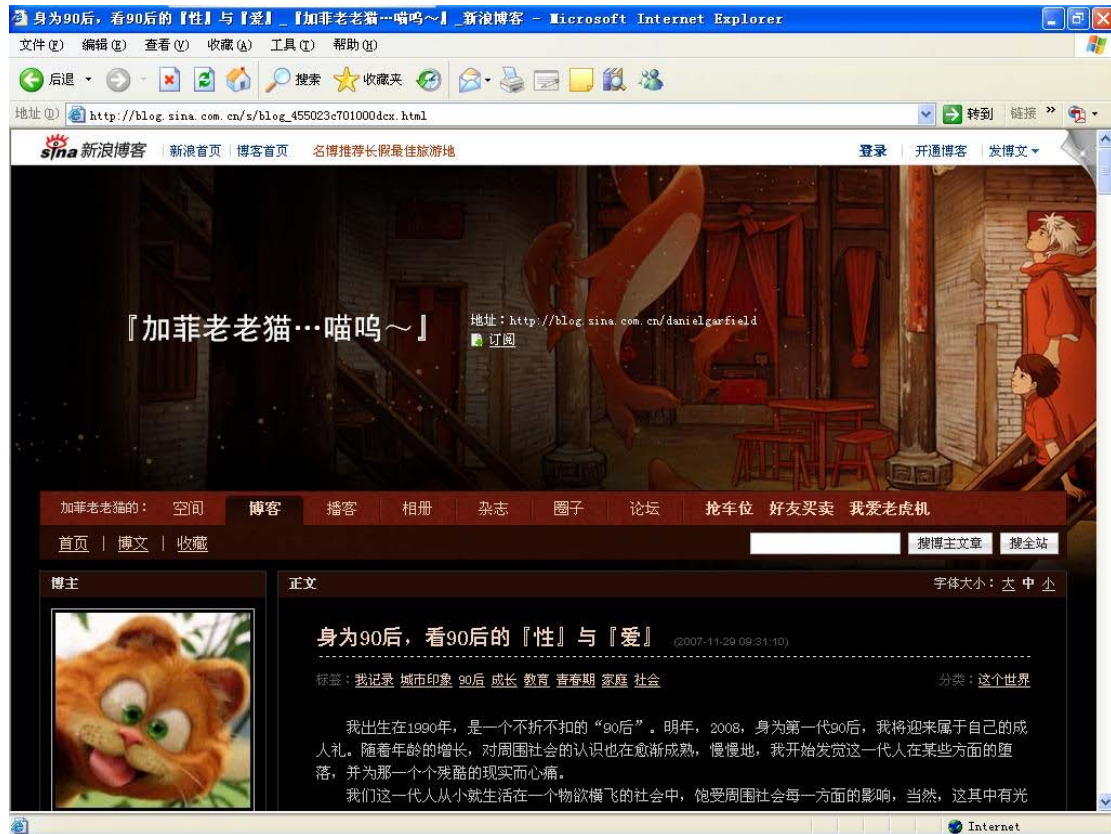 身为90后，看90后的『性』与『爱』_『加菲老老猫…喵呜～』_新浪博客 - Microsoft Internet Explorer
文件(F) 编辑(E) 查看(V) 收藏(A) 工具(T) 帮助(H)
后退 搜索 收藏夹
地址(D) http://blog.sina.com.cn/s/blog_455023c701000dcx.html 转到 链接 »
sina 新浪博客 新浪首页 博客首页 名博推荐长假最佳旅游地 登录 开通博客 发博文
『加菲老老猫…喵呜～』
地址：http://blog.sina.com.cn/danielgarfield
订阅
加菲老老猫的： 空间 博客 播客 相册 杂志 圈子 论坛 抢车位 好友买卖 我爱老虎机
首页 | 博文 | 收藏 搜博主文章 搜全站
博主 正文 字体大小：大 中 小
身为90后，看90后的『性』与『爱』 (2007-11-29 09:31:10)
标签：我记录 城市印象 90后 成长 教育 青春期 家庭 社会 分类：这个世界
我出生在1990年，是一个不折不扣的“90后”。明年，2008，身为第一代90后，我将迎来属于自己的成
人礼。随着年龄的增长，对周围社会的认识也在愈渐成熟，慢慢地，我开始发觉这一代人在某些方面的堕
落，并为那一个个残酷的现实而心痛。
我们这一代人从小就生活在一个物欲横飞的社会中，饱受周围社会每一方面的影响，当然，这其中有光
Internet